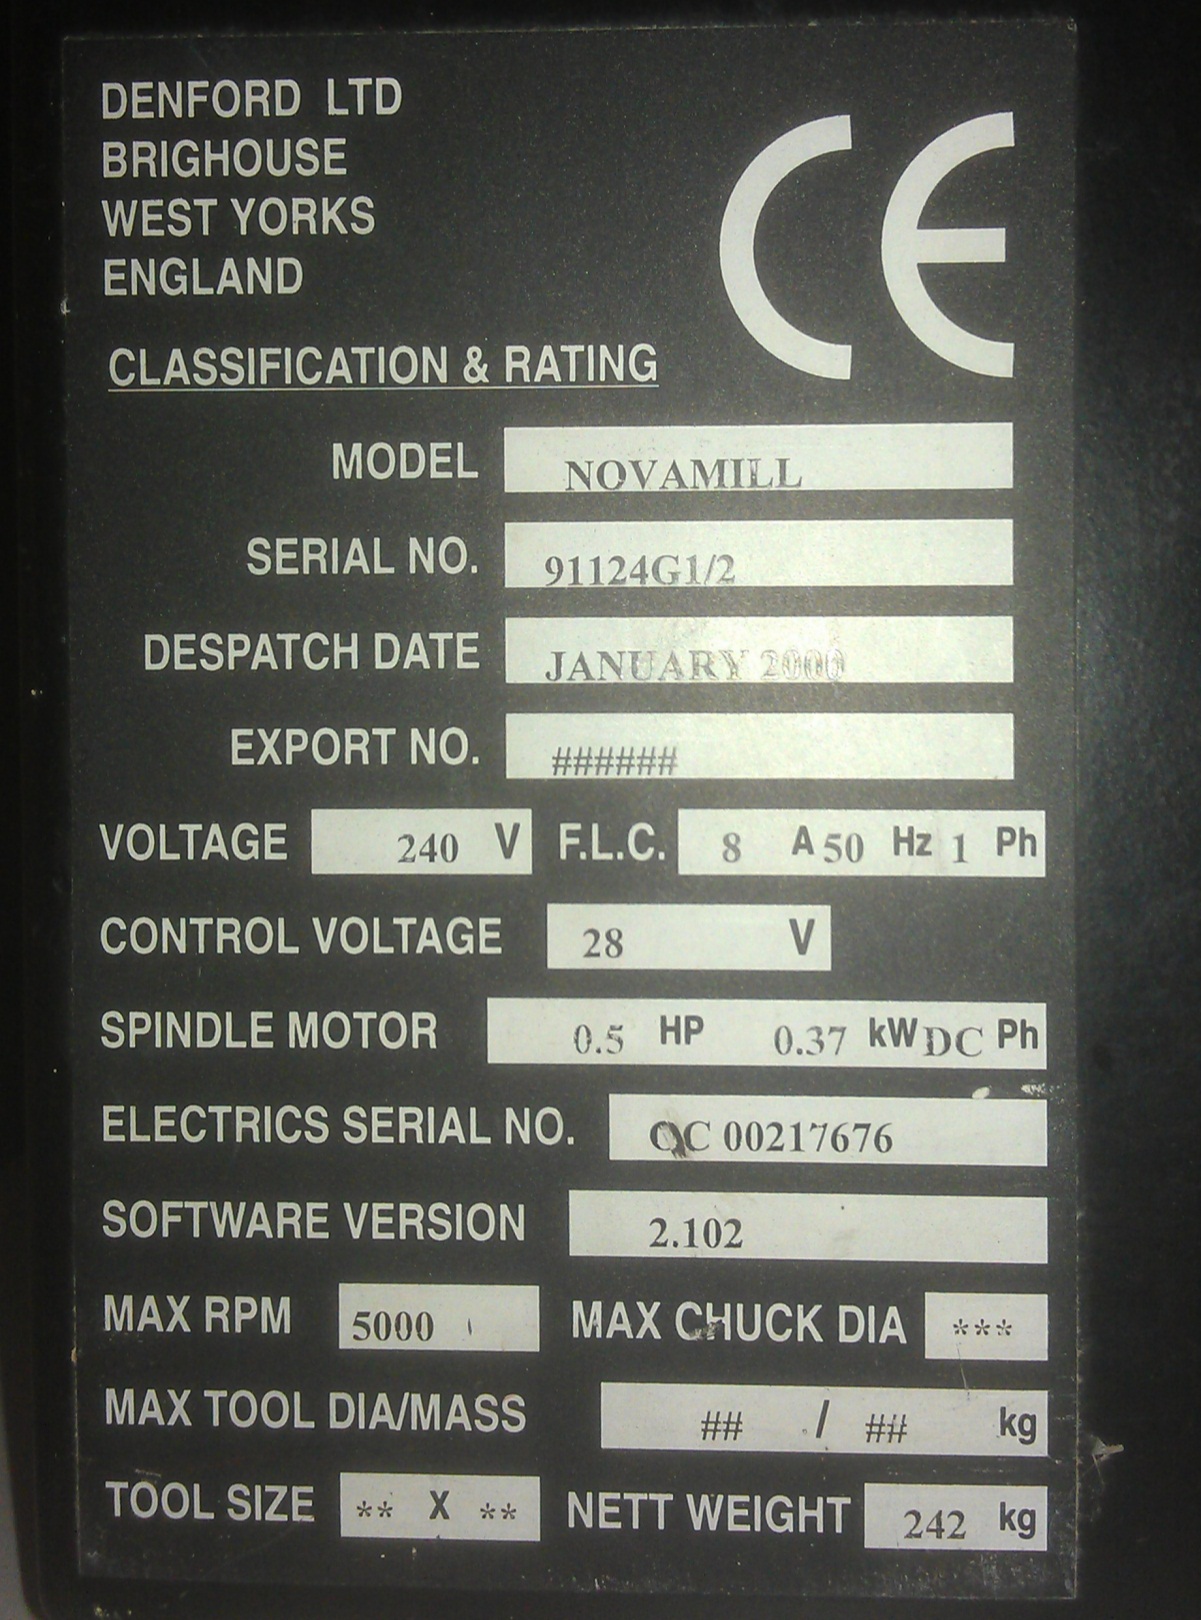 DENFORD LTD
BRIGHOUSE
WEST YORKS
ENGLAND
CE
CLASSIFICATION & RATING
MODEL NOVAMILL
SERIAL NO. 91124G1/2
DESPATCH DATE JANUARY 2000
EXPORT NO. ######
VOLTAGE 240 V F.L.C. 8 A 50 Hz 1 Ph
CONTROL VOLTAGE 28 V
SPINDLE MOTOR 0.5 HP 0.37 kW DC Ph
ELECTRICS SERIAL NO. QC 00217676
SOFTWARE VERSION 2.102
MAX RPM 5000 MAX CHUCK DIA ***
MAX TOOL DIA/MASS ## / ## kg
TOOL SIZE ** X ** NETT WEIGHT 242 kg